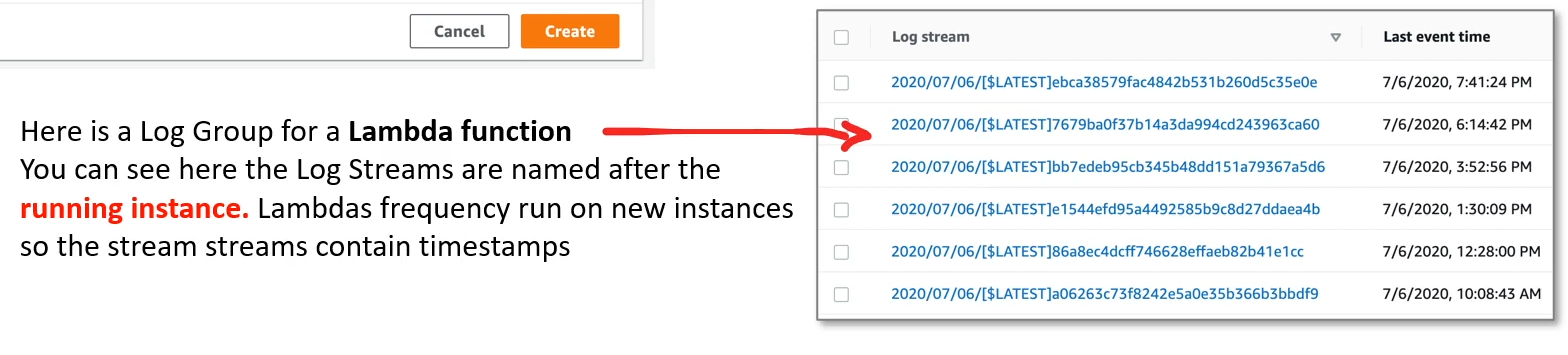 Cancel Create
Here is a Log Group for a Lambda function
You can see here the Log Streams are named after the
running instance. Lambdas frequency run on new instances
so the stream streams contain timestamps
Log stream Last event time
2020/07/06/[$LATEST]ebca38579fac4842b531b260d5c35e0e 7/6/2020, 7:41:24 PM
2020/07/06/[$LATEST]7679ba0f37b14a3da994cd243963ca60 7/6/2020, 6:14:42 PM
2020/07/06/[$LATEST]bb7edeb95cb345b48dd151a79367a5d6 7/6/2020, 3:52:56 PM
2020/07/06/[$LATEST]e1544efd95a4492585b9c8d27ddaea4b 7/6/2020, 1:30:09 PM
2020/07/06/[$LATEST]86a8ec4dcff746628effaeb82b41e1cc 7/6/2020, 12:28:00 PM
2020/07/06/[$LATEST]a06263c73f8242e5a0e35b366b3bbdf9 7/6/2020, 10:08:43 AM